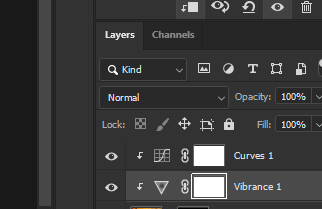 Layers Channels
Kind
Normal Opacity: 100%
Lock: Fill: 100%
Curves 1
Vibrance 1